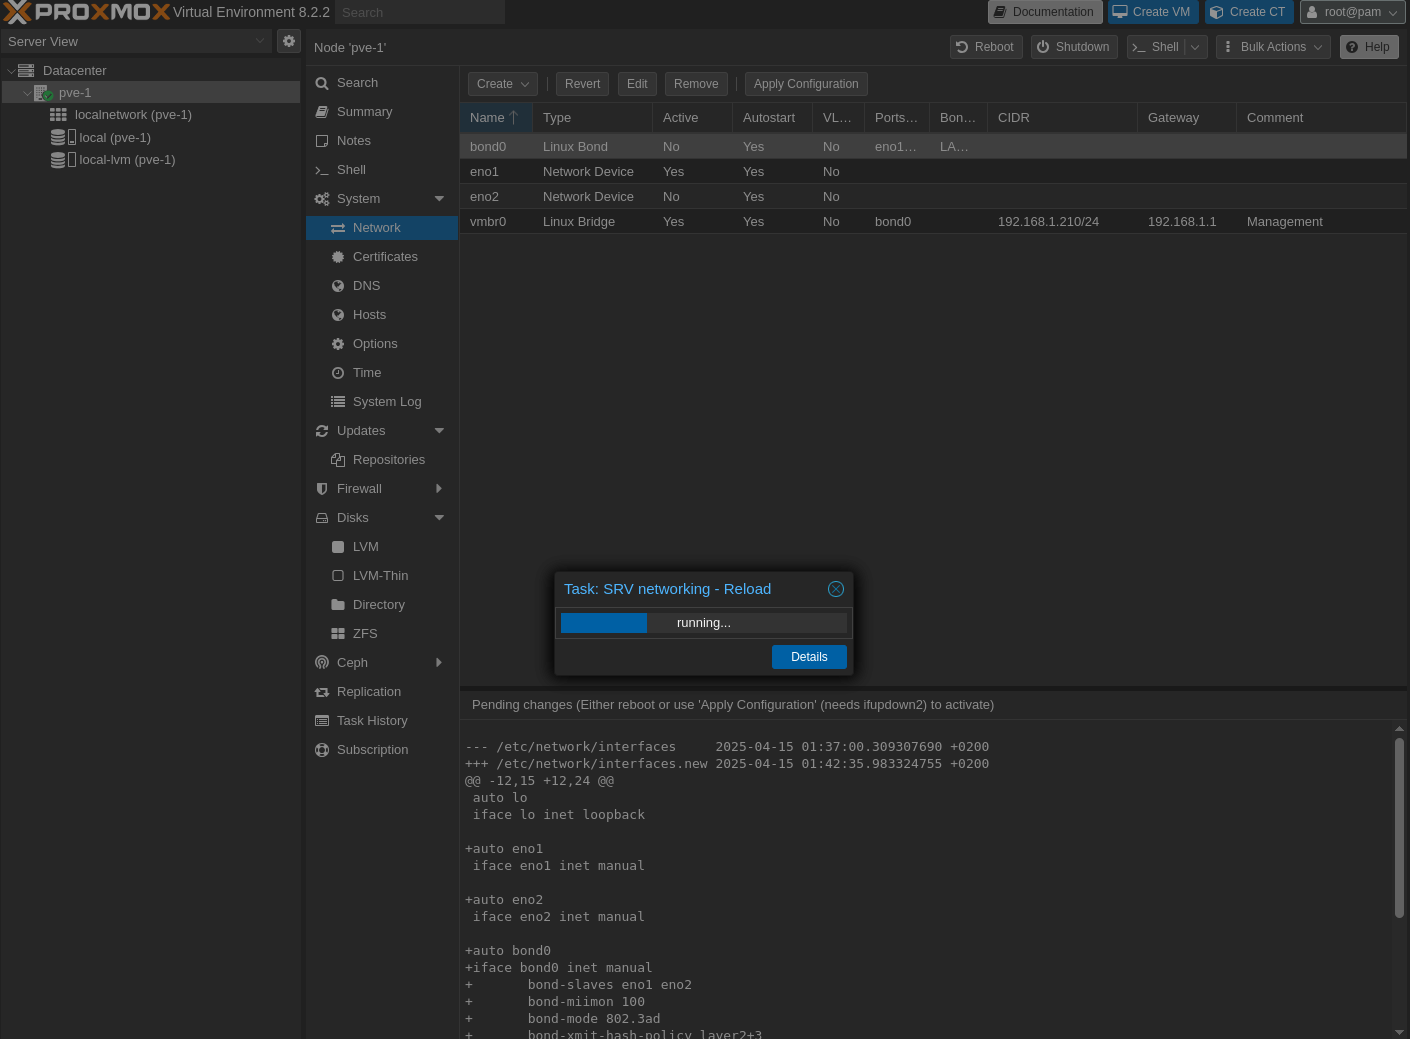 PROXMOX Virtual Environment 8.2.2 Search Documentation Create VM Create CT root@pam
Server View
Node 'pve-1' Reboot Shutdown Shell Bulk Actions Help
Datacenter
pve-1
localnetwork (pve-1)
local (pve-1)
local-lvm (pve-1)
Search
Summary
Notes
Shell
System
Network
Certificates
DNS
Hosts
Options
Time
System Log
Updates
Repositories
Firewall
Disks
LVM
LVM-Thin
Directory
ZFS
Ceph
Replication
Task History
Subscription
Create Revert Edit Remove Apply Configuration
Name Type Active Autostart VL... Ports... Bon... CIDR Gateway Comment
bond0 Linux Bond No Yes No eno1... LA...
eno1 Network Device Yes Yes No
eno2 Network Device No Yes No
vmbr0 Linux Bridge Yes Yes No bond0 192.168.1.210/24 192.168.1.1 Management
Task: SRV networking - Reload
running...
Details
Pending changes (Either reboot or use 'Apply Configuration' (needs ifupdown2) to activate)
--- /etc/network/interfaces     2025-04-15 01:37:00.309307690 +0200
+++ /etc/network/interfaces.new 2025-04-15 01:42:35.983324755 +0200
@@ -12,15 +12,24 @@
 auto lo
 iface lo inet loopback
+auto eno1
 iface eno1 inet manual
+auto eno2
 iface eno2 inet manual
+auto bond0
+iface bond0 inet manual
+       bond-slaves eno1 eno2
+       bond-miimon 100
+       bond-mode 802.3ad
+       bond-xmit-hash-policy layer2+3